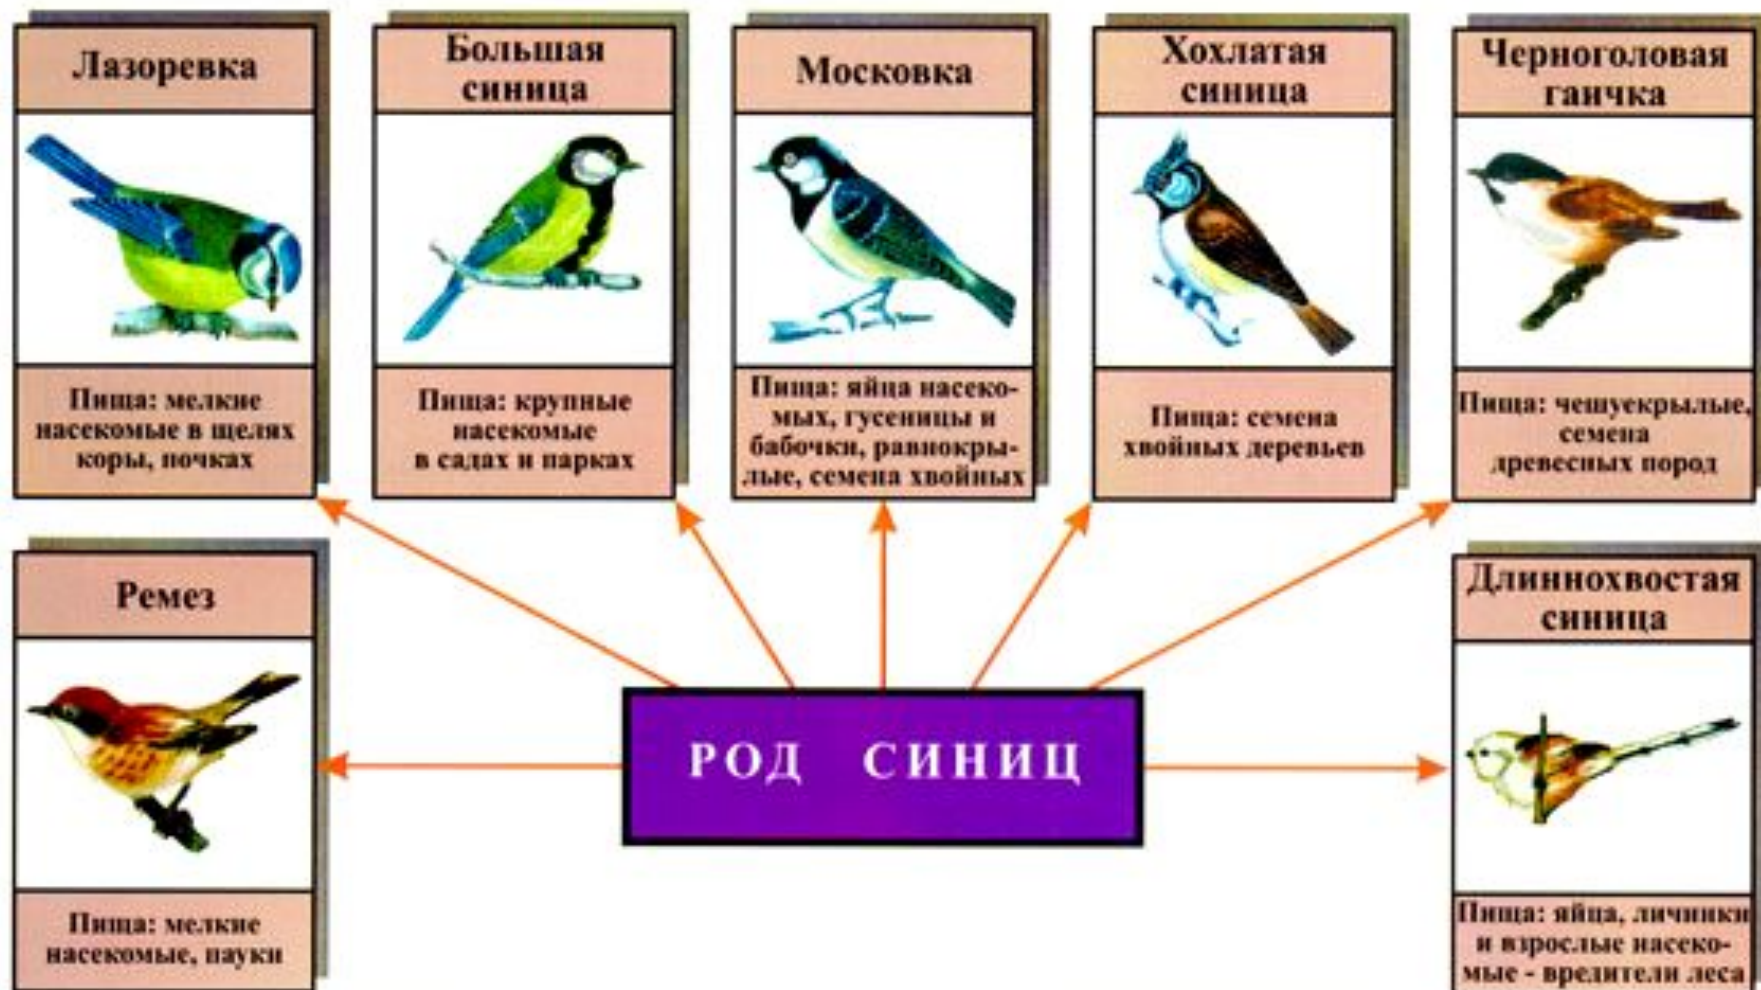 Лазоревка
Большая
синица
Московка
Хохлатая
синица
Черноголовая
гаичка
Пища: мелкие
насекомые в щелях
коры, почках
Пища: крупные
насекомые
в садах и парках
Пища: яйца насеко-
мых, гусеницы и
бабочки, равнокры-
лые, семена хвойных
Пища: семена
хвойных деревьев
Пища: чешуекрылые,
семена
древесных пород
Ремез
Длиннохвостая
синица
РОД СИНИЦ
Пища: мелкие
насекомые, пауки
Пища: яйца, личинки
и взрослые насеко-
мые - вредители леса